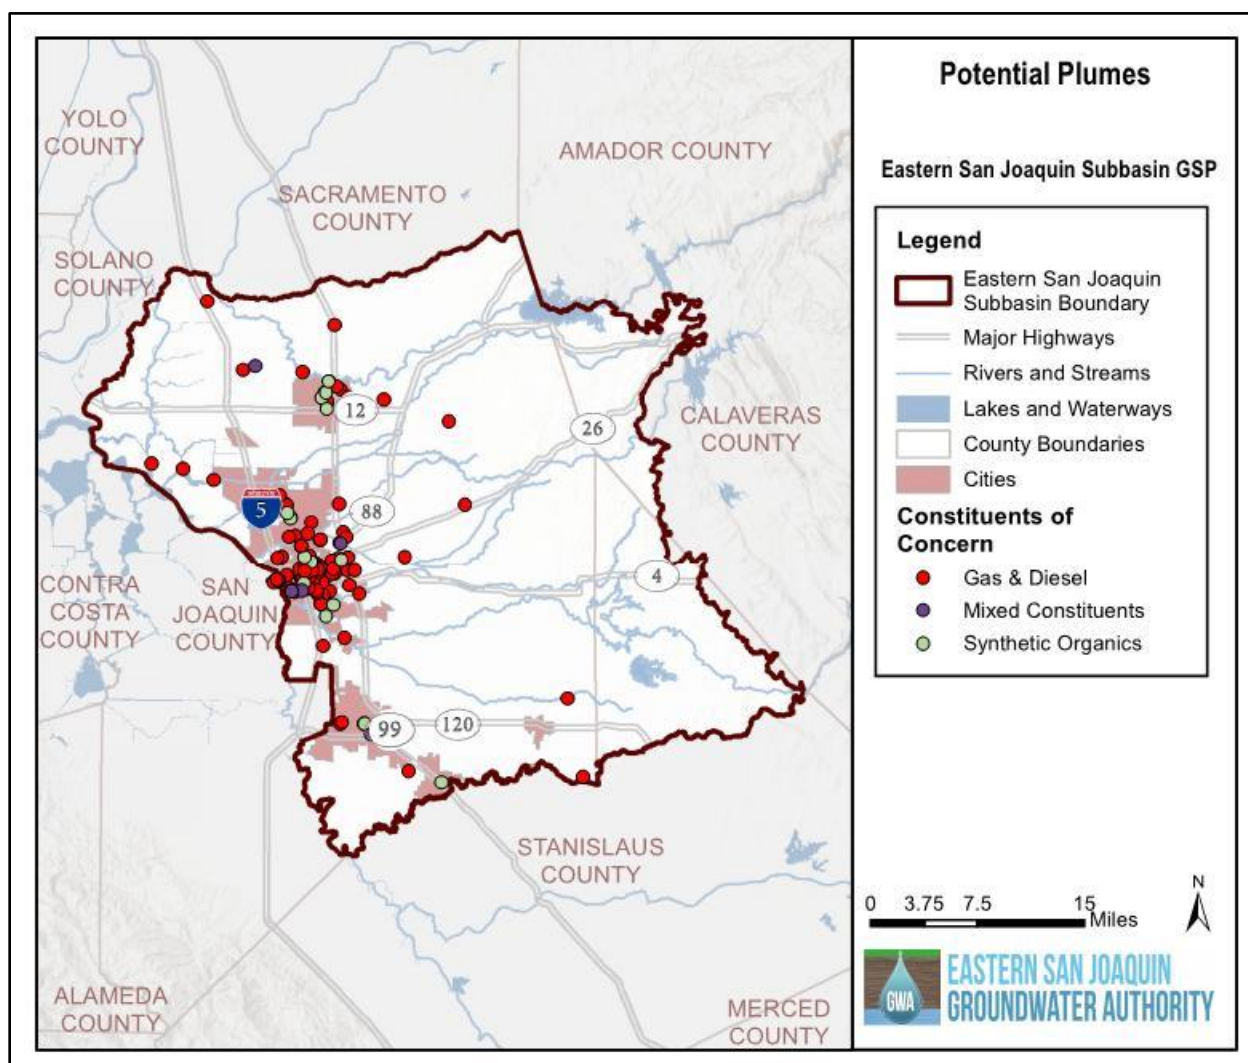 YOLO
COUNTY
AMADOR COUNTY
SACRAMENTO
COUNTY
SOLANO
COUNTY
12
26
CALAVERAS
COUNTY
5
88
4
CONTRA
COSTA
COUNTY
SAN
JOAQUIN
COUNTY
99
120
STANISLAUS
COUNTY
ALAMEDA
COUNTY
MERCED
COUNTY
Potential Plumes
Eastern San Joaquin Subbasin GSP
Legend
Eastern San Joaquin
Subbasin Boundary
Major Highways
Rivers and Streams
Lakes and Waterways
County Boundaries
Cities
Constituents of
Concern
Gas & Diesel
Mixed Constituents
Synthetic Organics
N
0 3.75 7.5 15
Miles
GWA
EASTERN SAN JOAQUIN
GROUNDWATER AUTHORITY